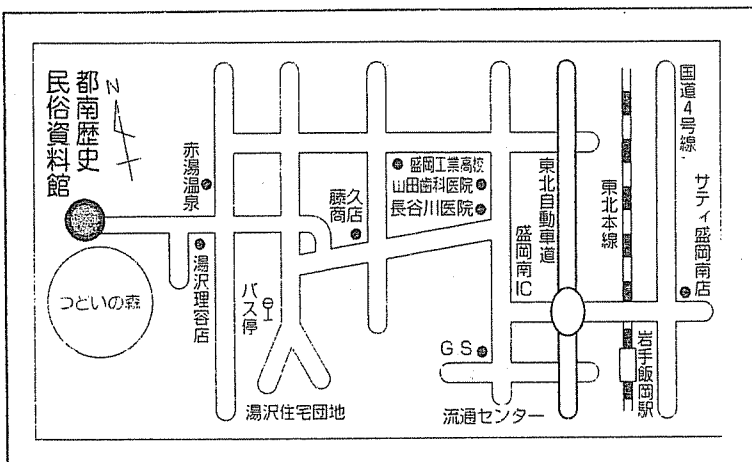 都南歴史
民俗資料館
N
赤湯温泉
湯沢理容店
つどいの森
バス停
湯沢住宅団地
藤久商店
盛岡工業高校
山田歯科医院
長谷川医院
盛岡南IC
東北自動車道
東北本線
国道4号線
サティ盛岡南店
GS
流通センター
岩手飯岡駅